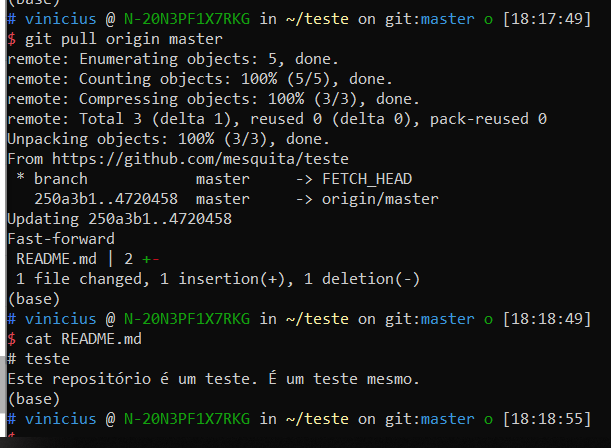 (base)
# vinicius @ N-20N3PF1X7RKG in ~/teste on git:master o [18:17:49]
$ git pull origin master
remote: Enumerating objects: 5, done.
remote: Counting objects: 100% (5/5), done.
remote: Compressing objects: 100% (3/3), done.
remote: Total 3 (delta 1), reused 0 (delta 0), pack-reused 0
Unpacking objects: 100% (3/3), done.
From https://github.com/mesquita/teste
 * branch            master     -> FETCH_HEAD
   250a3b1..4720458  master     -> origin/master
Updating 250a3b1..4720458
Fast-forward
 README.md | 2 +-
 1 file changed, 1 insertion(+), 1 deletion(-)
(base)
# vinicius @ N-20N3PF1X7RKG in ~/teste on git:master o [18:18:49]
$ cat README.md
# teste
Este repositório é um teste. É um teste mesmo.
(base)
# vinicius @ N-20N3PF1X7RKG in ~/teste on git:master o [18:18:55]
$